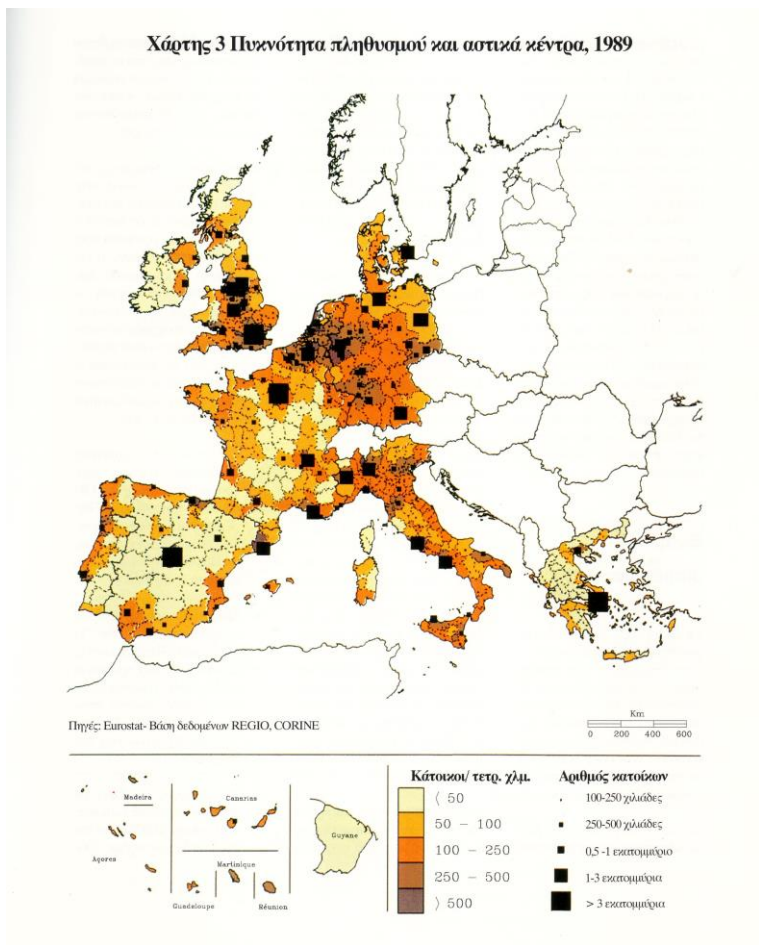 Χάρτης 3 Πυκνότητα πληθυσμού και αστικά κέντρα, 1989
Πηγές: Eurostat- Βάση δεδομένων REGIO, CORINE
Km
0 200 400 600
Madeira
Açores
Canarias
Martinique
Guadeloupe
Réunion
Guyane
Κάτοικοι/ τετρ. χλμ.
⟨ 50
50 – 100
100 – 250
250 – 500
⟩ 500
Αριθμός κατοίκων
100-250 χιλιάδες
250-500 χιλιάδες
0,5 -1 εκατομμύριο
1-3 εκατομμύρια
> 3 εκατομμύρια